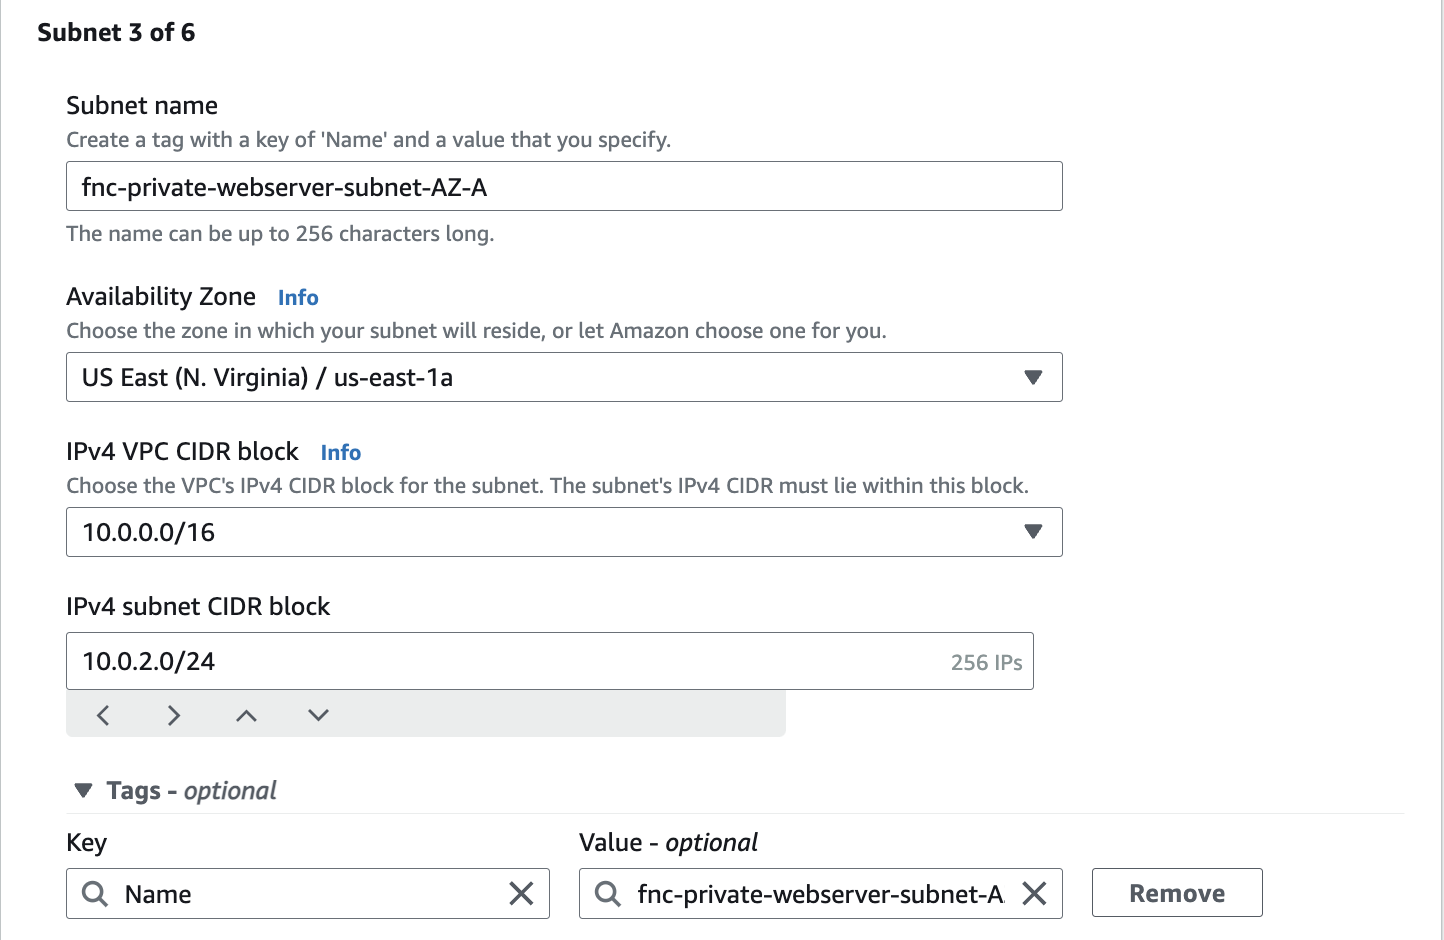 Subnet 3 of 6
Subnet name
Create a tag with a key of 'Name' and a value that you specify.
fnc-private-webserver-subnet-AZ-A
The name can be up to 256 characters long.
Availability Zone Info
Choose the zone in which your subnet will reside, or let Amazon choose one for you.
US East (N. Virginia) / us-east-1a
IPv4 VPC CIDR block Info
Choose the VPC's IPv4 CIDR block for the subnet. The subnet's IPv4 CIDR must lie within this block.
10.0.0.0/16
IPv4 subnet CIDR block
10.0.2.0/24 256 IPs
Tags - optional
Key Value - optional
Name fnc-private-webserver-subnet-A Remove